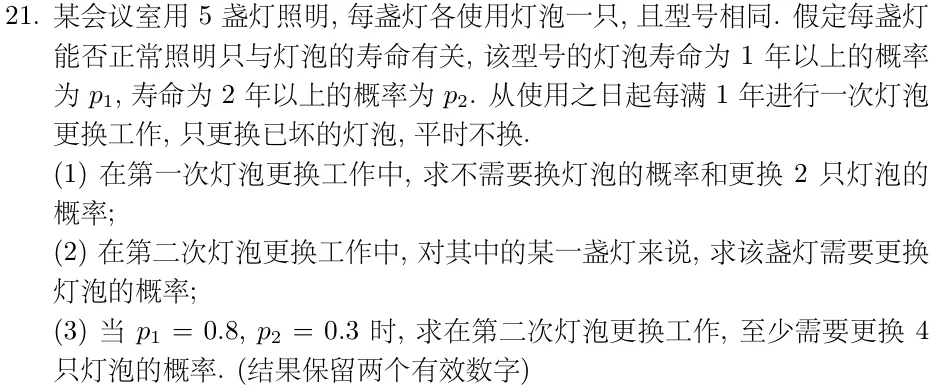 21. 某会议室用 5 盏灯照明, 每盏灯各使用灯泡一只, 且型号相同. 假定每盏灯
能否正常照明只与灯泡的寿命有关, 该型号的灯泡寿命为 1 年以上的概率
为 p₁, 寿命为 2 年以上的概率为 p₂. 从使用之日起每满 1 年进行一次灯泡
更换工作, 只更换已坏的灯泡, 平时不换.
(1) 在第一次灯泡更换工作中, 求不需要换灯泡的概率和更换 2 只灯泡的
概率;
(2) 在第二次灯泡更换工作中, 对其中的某一盏灯来说, 求该盏灯需要更换
灯泡的概率;
(3) 当 p₁ = 0.8, p₂ = 0.3 时, 求在第二次灯泡更换工作, 至少需要更换 4
只灯泡的概率. (结果保留两个有效数字)